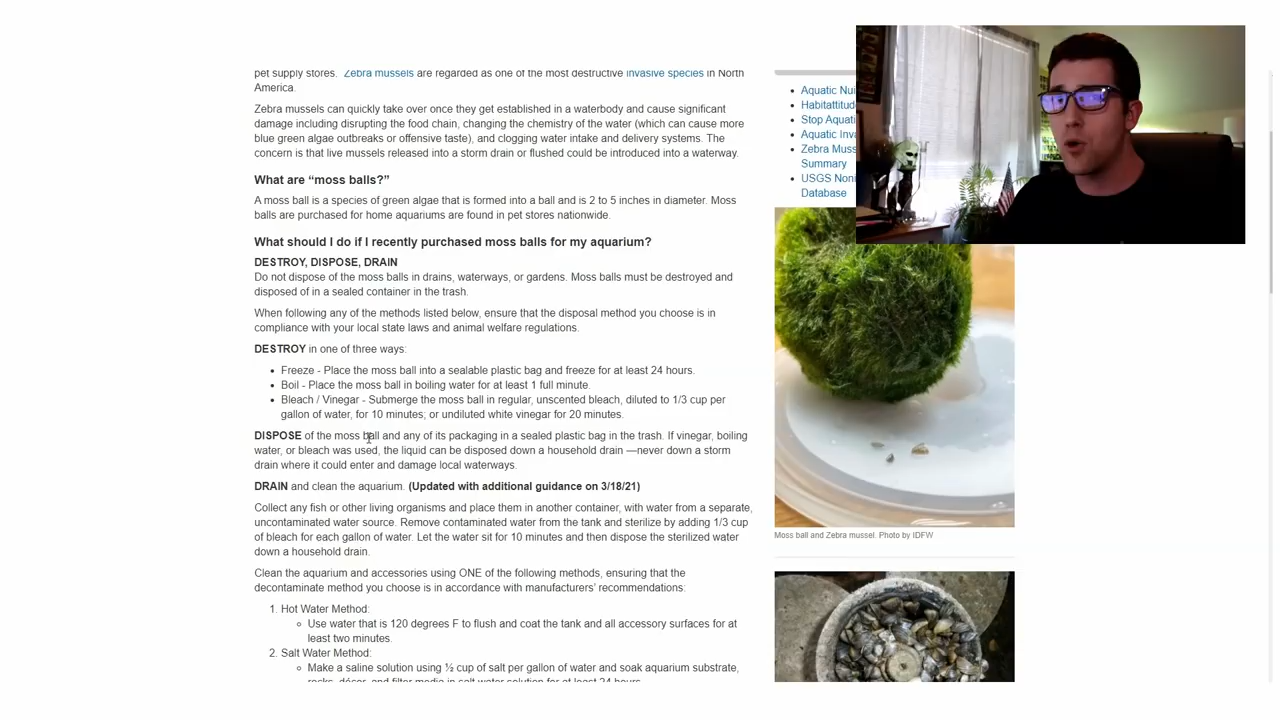 pet supply stores. Zebra mussels are regarded as one of the most destructive invasive species in North
America.
Zebra mussels can quickly take over once they get established in a waterbody and cause significant
damage including disrupting the food chain, changing the chemistry of the water (which can cause more
blue green algae outbreaks or offensive taste), and clogging water intake and delivery systems. The
concern is that live mussels released into a storm drain or flushed could be introduced into a waterway.
What are “moss balls?”
A moss ball is a species of green algae that is formed into a ball and is 2 to 5 inches in diameter. Moss
balls are purchased for home aquariums are found in pet stores nationwide.
What should I do if I recently purchased moss balls for my aquarium?
DESTROY, DISPOSE, DRAIN
Do not dispose of the moss balls in drains, waterways, or gardens. Moss balls must be destroyed and
disposed of in a sealed container in the trash.
When following any of the methods listed below, ensure that the disposal method you choose is in
compliance with your local state laws and animal welfare regulations.
DESTROY in one of three ways:
• Freeze - Place the moss ball into a sealable plastic bag and freeze for at least 24 hours.
• Boil - Place the moss ball in boiling water for at least 1 full minute.
• Bleach / Vinegar - Submerge the moss ball in regular, unscented bleach, diluted to 1/3 cup per
gallon of water, for 10 minutes; or undiluted white vinegar for 20 minutes.
DISPOSE of the moss ball and any of its packaging in a sealed plastic bag in the trash. If vinegar, boiling
water, or bleach was used, the liquid can be disposed down a household drain —never down a storm
drain where it could enter and damage local waterways.
DRAIN and clean the aquarium. (Updated with additional guidance on 3/18/21)
Collect any fish or other living organisms and place them in another container, with water from a separate,
uncontaminated water source. Remove contaminated water from the tank and sterilize by adding 1/3 cup
of bleach for each gallon of water. Let the water sit for 10 minutes and then dispose the sterilized water
down a household drain.
Clean the aquarium and accessories using ONE of the following methods, ensuring that the
decontaminate method you choose is in accordance with manufacturers’ recommendations:
1. Hot Water Method:
Use water that is 120 degrees F to flush and coat the tank and all accessory surfaces for at
least two minutes.
2. Salt Water Method:
Make a saline solution using ½ cup of salt per gallon of water and soak aquarium substrate,
rocks, décor, and filter media in salt water solution for at least 24 hours.
• Aquatic Nui
• Habitattitud
• Stop Aquati
• Aquatic Inva
• Zebra Muss
Summary
• USGS Noni
Database
Moss ball and Zebra mussel. Photo by IDFW